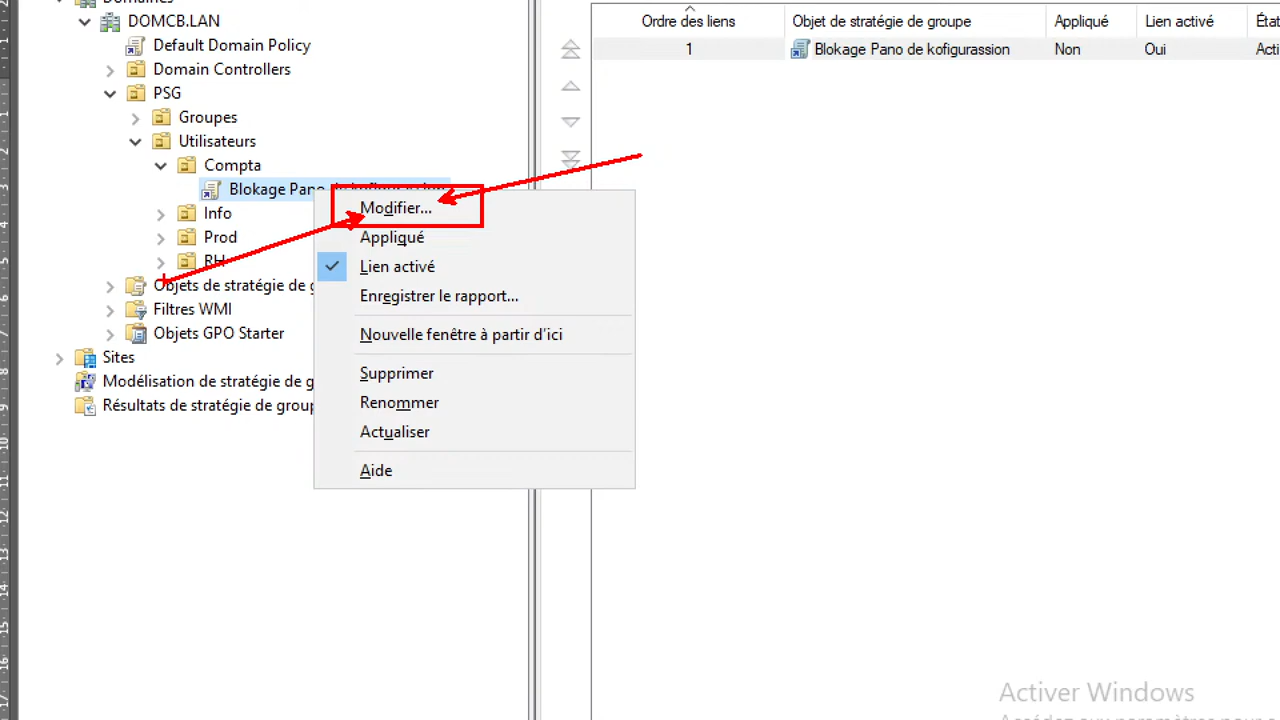 Domaines
DOMCB.LAN
Default Domain Policy
Domain Controllers
PSG
Groupes
Utilisateurs
Compta
Blokage Pano
Info
Prod
RH
Objets de stratégie de g
Filtres WMI
Objets GPO Starter
Sites
Modélisation de stratégie de g
Résultats de stratégie de group
Modifier...
Appliqué
Lien activé
Enregistrer le rapport...
Nouvelle fenêtre à partir d'ici
Supprimer
Renommer
Actualiser
Aide
Ordre des liens Objet de stratégie de groupe Appliqué Lien activé Éta
1 Blokage Pano de kofigurassion Non Oui Acti
Activer Windows